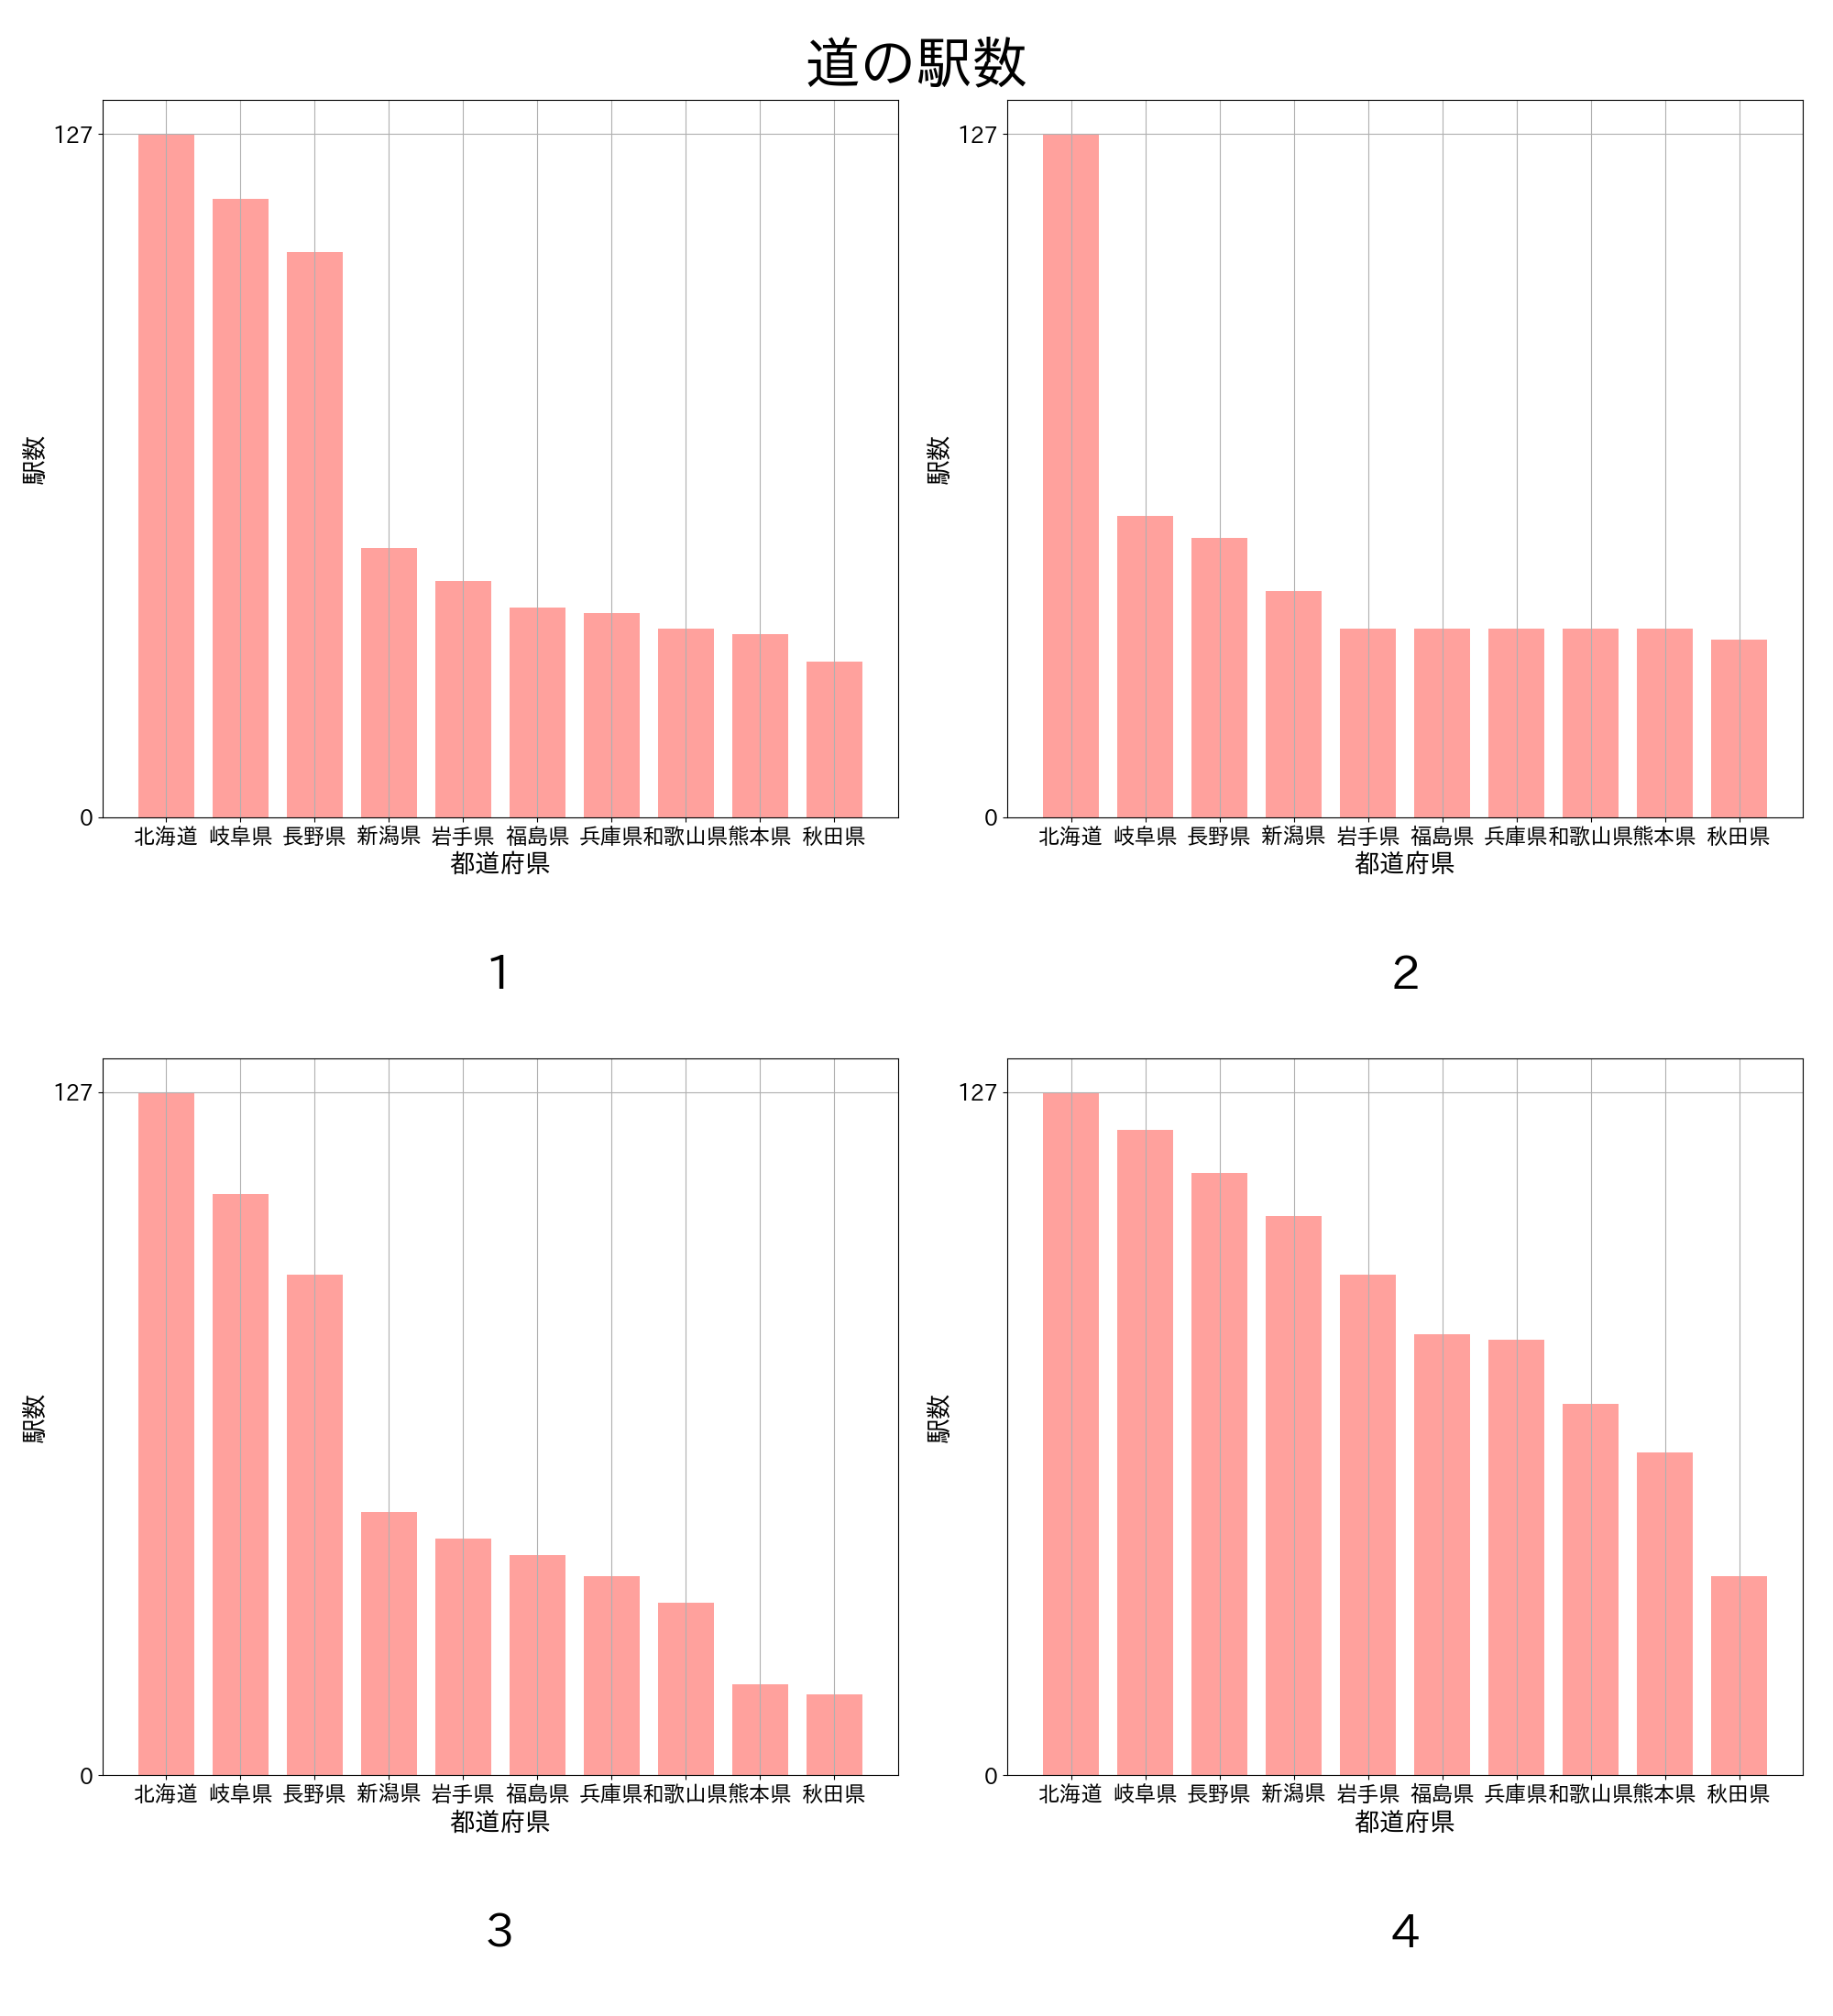 道の駅数
127
駅数
0
北海道 岐阜県 長野県 新潟県 岩手県 福島県 兵庫県 和歌山県 熊本県 秋田県
都道府県
1
127
駅数
0
北海道 岐阜県 長野県 新潟県 岩手県 福島県 兵庫県 和歌山県 熊本県 秋田県
都道府県
2
127
駅数
0
北海道 岐阜県 長野県 新潟県 岩手県 福島県 兵庫県 和歌山県 熊本県 秋田県
都道府県
3
127
駅数
0
北海道 岐阜県 長野県 新潟県 岩手県 福島県 兵庫県 和歌山県 熊本県 秋田県
都道府県
4